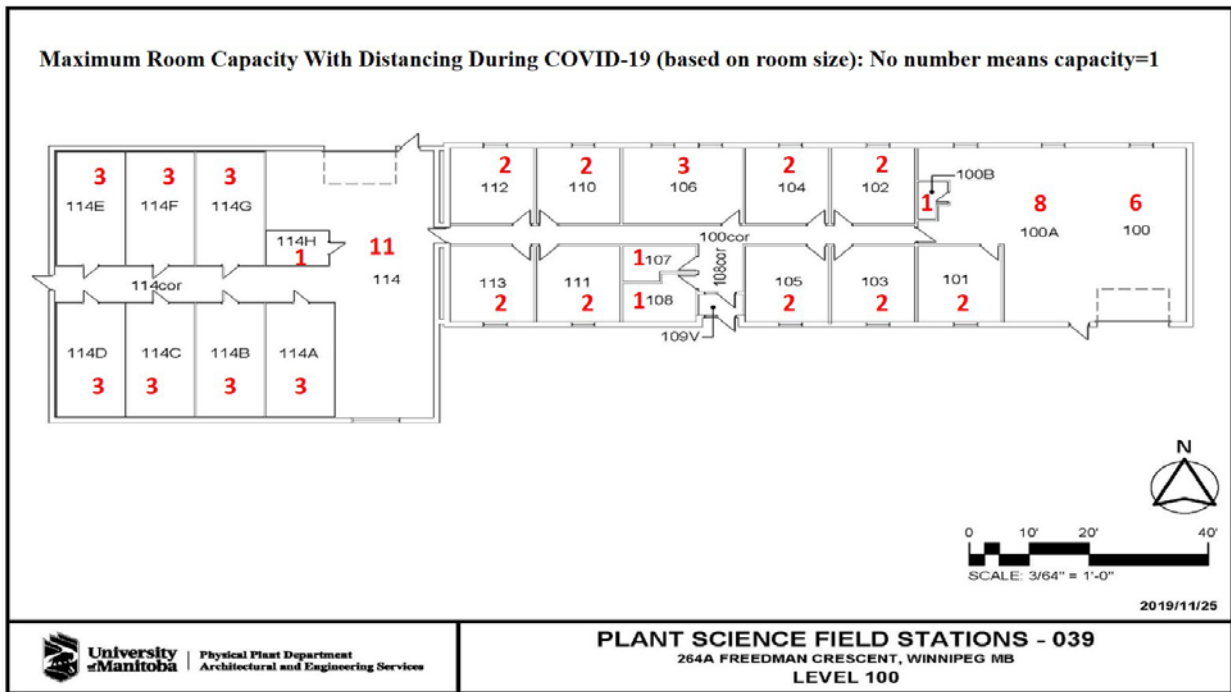 Maximum Room Capacity With Distancing During COVID-19 (based on room size): No number means capacity=1
3 3 3
114E 114F 114G
114H
1
11
114
114cor
114D 114C 114B 114A
3 3 3 3
2 2 3 2 2
112 110 106 104 102
100B
1
8 6
100A 100
100cor
108cor
1 107
1 108
109V
113 111 105 103 101
2 2 2 2 2
N
0 10' 20' 40'
SCALE: 3/64" = 1'-0"
2019/11/25
University
of Manitoba
Physical Plant Department
Architectural and Engineering Services
PLANT SCIENCE FIELD STATIONS - 039
264A FREEDMAN CRESCENT, WINNIPEG MB
LEVEL 100